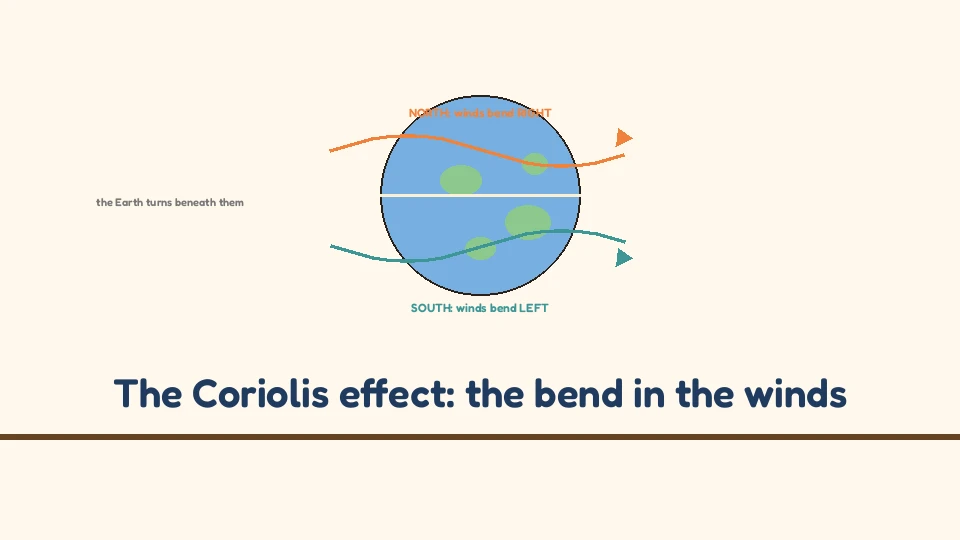 NORTH: winds bend RIGHT
the Earth turns beneath them
SOUTH: winds bend LEFT
The Coriolis effect: the bend in the winds